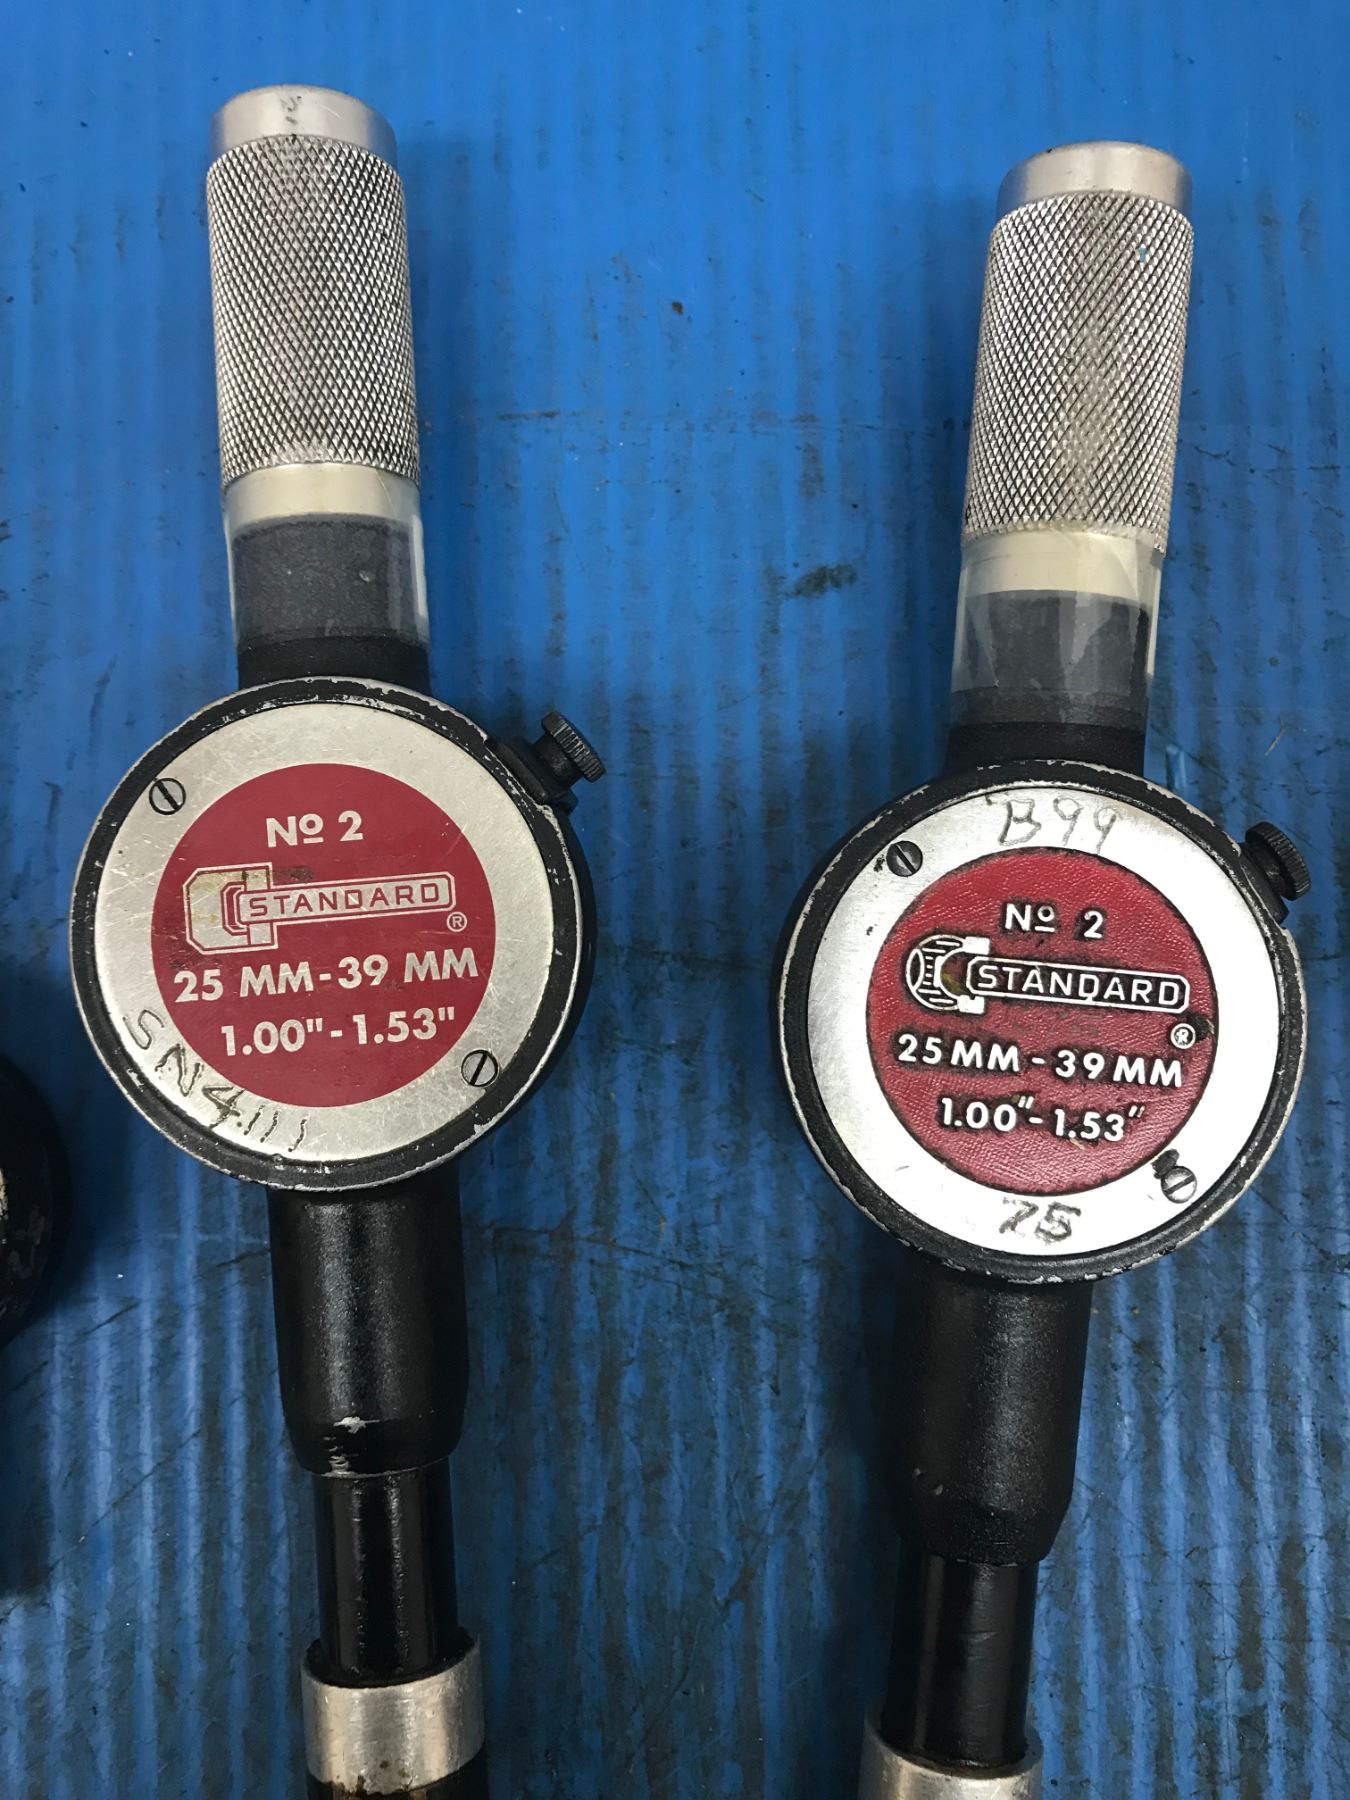 No 2
STANDARD ®
25 MM - 39 MM
1.00" - 1.53"
SN4111
B99
No 2
STANDARD
®
25 MM - 39 MM
1.00" - 1.53"
75